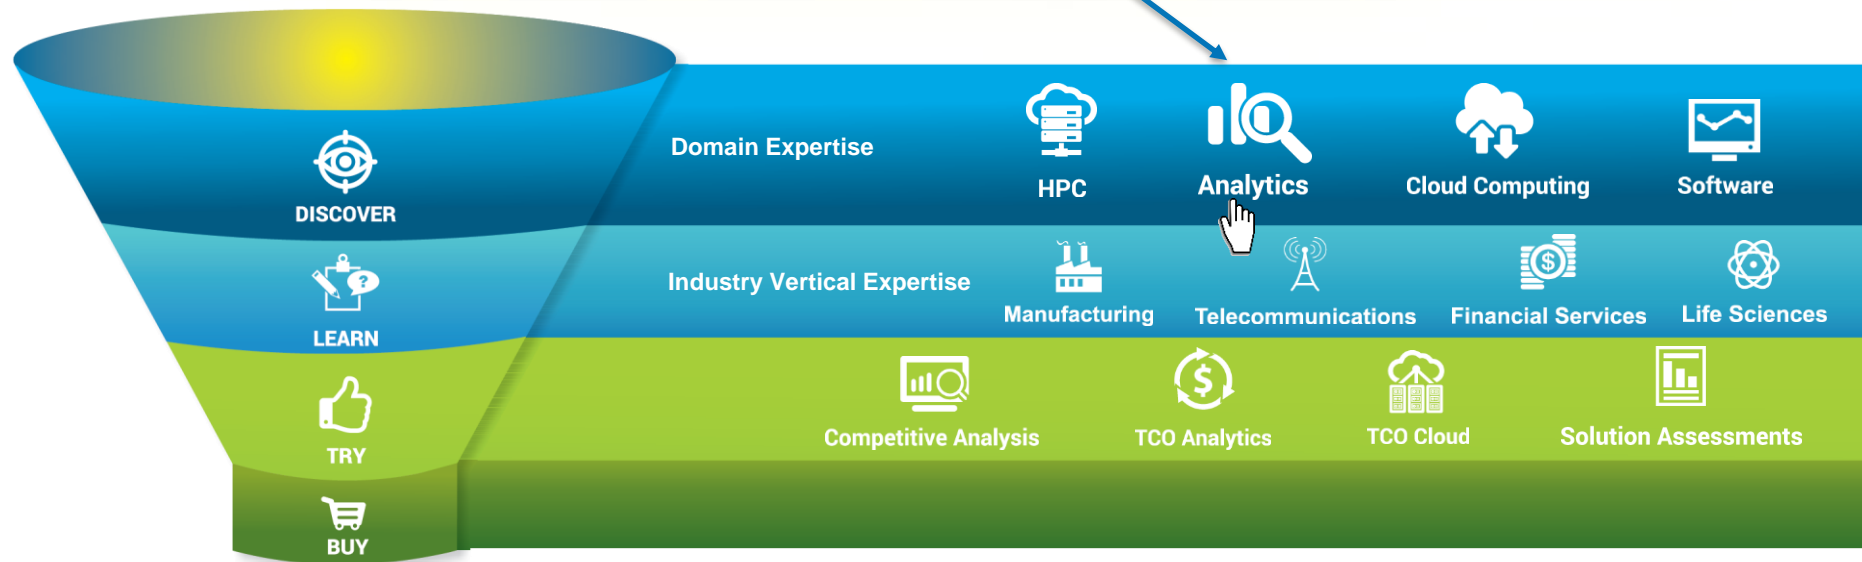 DISCOVER
Domain Expertise
HPC
Analytics
Cloud Computing
Software
LEARN
Industry Vertical Expertise
Manufacturing
Telecommunications
Financial Services
Life Sciences
TRY
Competitive Analysis
TCO Analytics
TCO Cloud
Solution Assessments
BUY